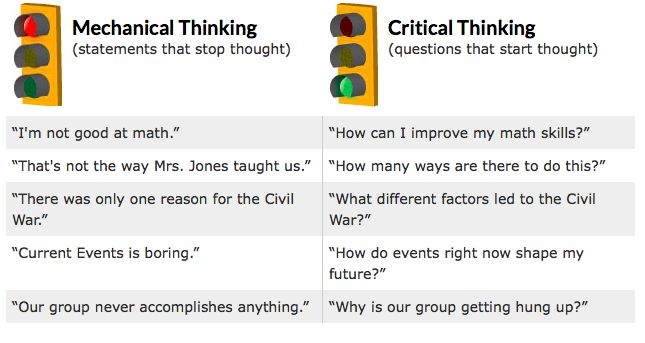 Mechanical Thinking
(statements that stop thought)
Critical Thinking
(questions that start thought)
“I'm not good at math.”
“How can I improve my math skills?”
“That's not the way Mrs. Jones taught us.”
“How many ways are there to do this?”
“There was only one reason for the Civil
War.”
“What different factors led to the Civil
War?”
“Current Events is boring.”
“How do events right now shape my
future?”
“Our group never accomplishes anything.”
“Why is our group getting hung up?”